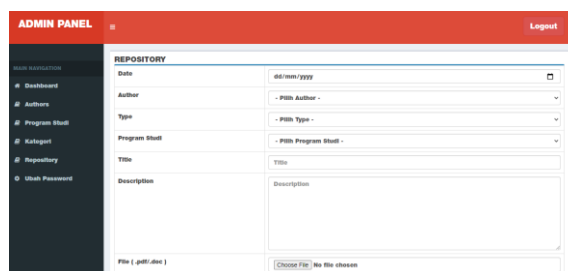 ADMIN PANEL
Logout
MAIN NAVIGATION
Dashboard
Authors
Program Studi
Kategori
Repository
Ubah Password
REPOSITORY
Date
dd/mm/yyyy
Author
- Pilih Author -
Type
- Pilih Type -
Program Studi
- Pilih Program Studi -
Title
Title
Description
Description
File ( .pdf/.doc )
Choose File No file chosen